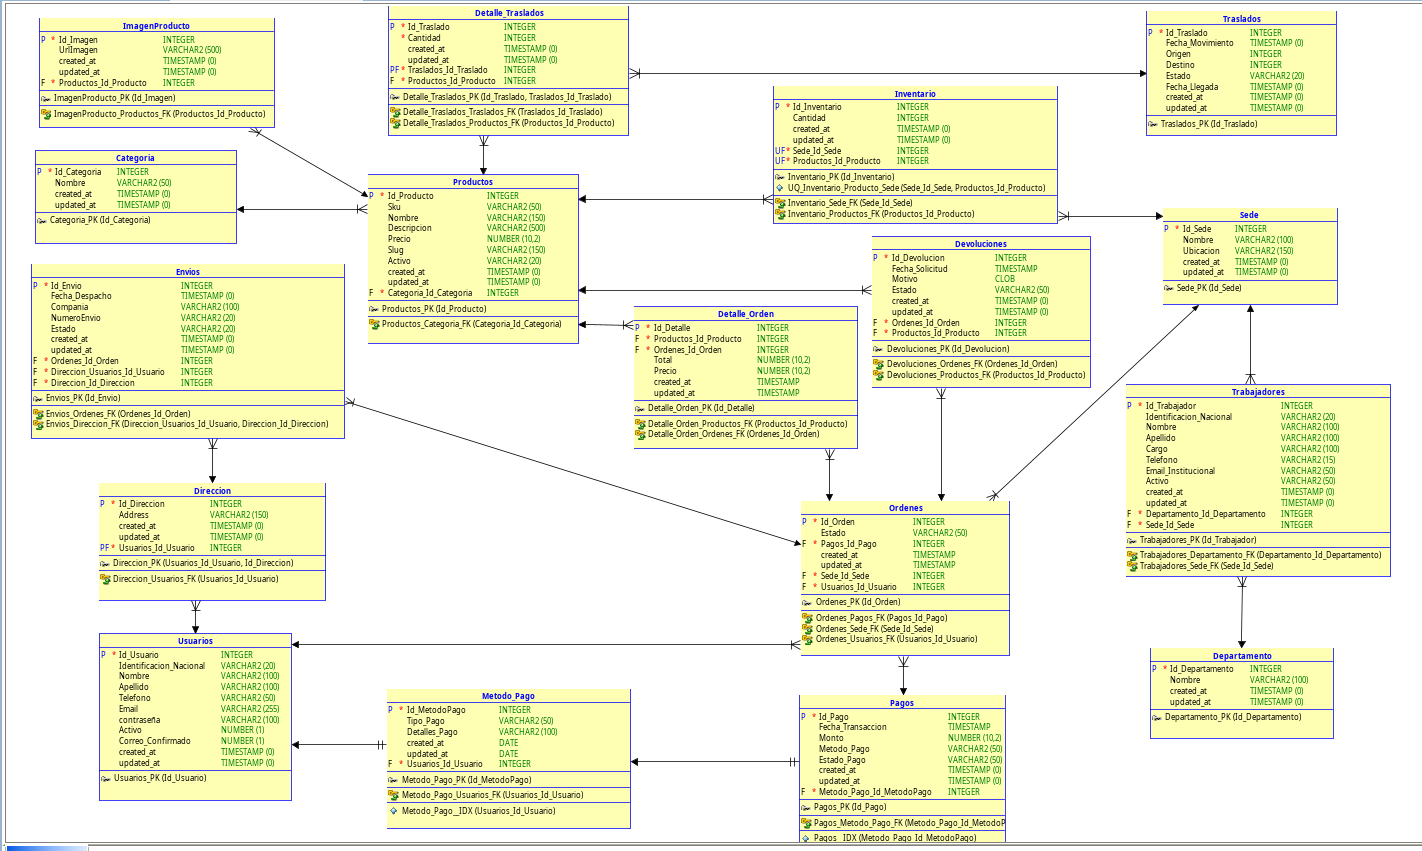 ImagenProducto
P * Id_Imagen INTEGER
UrlImagen VARCHAR2 (500)
created_at TIMESTAMP (0)
updated_at TIMESTAMP (0)
F * Productos_Id_Producto INTEGER
ImagenProducto_PK (Id_Imagen)
ImagenProducto_Productos_FK (Productos_Id_Producto)
Detalle_Traslados
P * Id_Traslado INTEGER
* Cantidad INTEGER
created_at TIMESTAMP (0)
updated_at TIMESTAMP (0)
PF* Traslados_Id_Traslado INTEGER
F * Productos_Id_Producto INTEGER
Detalle_Traslados_PK (Id_Traslado, Traslados_Id_Traslado)
Detalle_Traslados_Traslados_FK (Traslados_Id_Traslado)
Detalle_Traslados_Productos_FK (Productos_Id_Producto)
Traslados
P * Id_Traslado INTEGER
Fecha_Movimiento TIMESTAMP (0)
Origen INTEGER
Destino INTEGER
Estado VARCHAR2 (20)
Fecha_Llegada TIMESTAMP (0)
created_at TIMESTAMP (0)
updated_at TIMESTAMP (0)
Traslados_PK (Id_Traslado)
Inventario
P * Id_Inventario INTEGER
Cantidad INTEGER
created_at TIMESTAMP (0)
updated_at TIMESTAMP (0)
UF* Sede_Id_Sede INTEGER
UF* Productos_Id_Producto INTEGER
Inventario_PK (Id_Inventario)
UQ_Inventario_Producto_Sede (Sede_Id_Sede, Productos_Id_Producto)
Inventario_Sede_FK (Sede_Id_Sede)
Inventario_Productos_FK (Productos_Id_Producto)
Categoria
P * Id_Categoria INTEGER
Nombre VARCHAR2 (50)
created_at TIMESTAMP (0)
updated_at TIMESTAMP (0)
Categoria_PK (Id_Categoria)
Productos
P * Id_Producto INTEGER
Sku VARCHAR2 (50)
Nombre VARCHAR2 (150)
Descripcion VARCHAR2 (500)
Precio NUMBER (10,2)
Slug VARCHAR2 (150)
Activo VARCHAR2 (20)
created_at TIMESTAMP (0)
updated_at TIMESTAMP (0)
F * Categoria_Id_Categoria INTEGER
Productos_PK (Id_Producto)
Productos_Categoria_FK (Categoria_Id_Categoria)
Sede
P * Id_Sede INTEGER
Nombre VARCHAR2 (100)
Ubicacion VARCHAR2 (150)
created_at TIMESTAMP (0)
updated_at TIMESTAMP (0)
Sede_PK (Id_Sede)
Devoluciones
P * Id_Devolucion INTEGER
Fecha_Solicitud TIMESTAMP
Motivo CLOB
Estado VARCHAR2 (50)
created_at TIMESTAMP (0)
updated_at TIMESTAMP (0)
F * Ordenes_Id_Orden INTEGER
F * Productos_Id_Producto INTEGER
Devoluciones_PK (Id_Devolucion)
Devoluciones_Ordenes_FK (Ordenes_Id_Orden)
Devoluciones_Productos_FK (Productos_Id_Producto)
Envios
P * Id_Envio INTEGER
Fecha_Despacho TIMESTAMP (0)
Compania VARCHAR2 (100)
NumeroEnvio VARCHAR2 (20)
Estado VARCHAR2 (20)
created_at TIMESTAMP (0)
updated_at TIMESTAMP (0)
F * Ordenes_Id_Orden INTEGER
F * Direccion_Usuarios_Id_Usuario INTEGER
F * Direccion_Id_Direccion INTEGER
Envios_PK (Id_Envio)
Envios_Ordenes_FK (Ordenes_Id_Orden)
Envios_Direccion_FK (Direccion_Usuarios_Id_Usuario, Direccion_Id_Direccion)
Detalle_Orden
P * Id_Detalle INTEGER
F * Productos_Id_Producto INTEGER
F * Ordenes_Id_Orden INTEGER
Total NUMBER (10,2)
Precio NUMBER (10,2)
created_at TIMESTAMP
updated_at TIMESTAMP
Detalle_Orden_PK (Id_Detalle)
Detalle_Orden_Productos_FK (Productos_Id_Producto)
Detalle_Orden_Ordenes_FK (Ordenes_Id_Orden)
Trabajadores
P * Id_Trabajador INTEGER
Identificacion_Nacional VARCHAR2 (20)
Nombre VARCHAR2 (100)
Apellido VARCHAR2 (100)
Cargo VARCHAR2 (100)
Telefono VARCHAR2 (15)
Email_Institucional VARCHAR2 (50)
Activo VARCHAR2 (50)
created_at TIMESTAMP (0)
updated_at TIMESTAMP (0)
F * Departamento_Id_Departamento INTEGER
F * Sede_Id_Sede INTEGER
Trabajadores_PK (Id_Trabajador)
Trabajadores_Departamento_FK (Departamento_Id_Departamento)
Trabajadores_Sede_FK (Sede_Id_Sede)
Direccion
P * Id_Direccion INTEGER
Address VARCHAR2 (150)
created_at TIMESTAMP (0)
updated_at TIMESTAMP (0)
PF* Usuarios_Id_Usuario INTEGER
Direccion_PK (Usuarios_Id_Usuario, Id_Direccion)
Direccion_Usuarios_FK (Usuarios_Id_Usuario)
Ordenes
P * Id_Orden INTEGER
Estado VARCHAR2 (50)
F * Pagos_Id_Pago INTEGER
created_at TIMESTAMP
updated_at TIMESTAMP
F * Sede_Id_Sede INTEGER
F * Usuarios_Id_Usuario INTEGER
Ordenes_PK (Id_Orden)
Ordenes_Pagos_FK (Pagos_Id_Pago)
Ordenes_Sede_FK (Sede_Id_Sede)
Ordenes_Usuarios_FK (Usuarios_Id_Usuario)
Usuarios
P * Id_Usuario INTEGER
Identificacion_Nacional VARCHAR2 (20)
Nombre VARCHAR2 (100)
Apellido VARCHAR2 (100)
Telefono VARCHAR2 (50)
Email VARCHAR2 (255)
contraseña VARCHAR2 (100)
Activo NUMBER (1)
Correo_Confirmado NUMBER (1)
created_at TIMESTAMP (0)
updated_at TIMESTAMP (0)
Usuarios_PK (Id_Usuario)
Metodo_Pago
P * Id_MetodoPago INTEGER
Tipo_Pago VARCHAR2 (50)
Detalles_Pago VARCHAR2 (100)
created_at DATE
updated_at DATE
F * Usuarios_Id_Usuario INTEGER
Metodo_Pago_PK (Id_MetodoPago)
Metodo_Pago_Usuarios_FK (Usuarios_Id_Usuario)
Metodo_Pago__IDX (Usuarios_Id_Usuario)
Pagos
P * Id_Pago INTEGER
Fecha_Transaccion TIMESTAMP
Monto NUMBER (10,2)
Metodo_Pago VARCHAR2 (50)
Estado_Pago VARCHAR2 (50)
created_at TIMESTAMP (0)
updated_at TIMESTAMP (0)
F * Metodo_Pago_Id_MetodoPago INTEGER
Pagos_PK (Id_Pago)
Pagos_Metodo_Pago_FK (Metodo_Pago_Id_MetodoP
Pagos__IDX (Metodo_Pago_Id_MetodoPago)
Departamento
P * Id_Departamento INTEGER
Nombre VARCHAR2 (100)
created_at TIMESTAMP (0)
updated_at TIMESTAMP (0)
Departamento_PK (Id_Departamento)